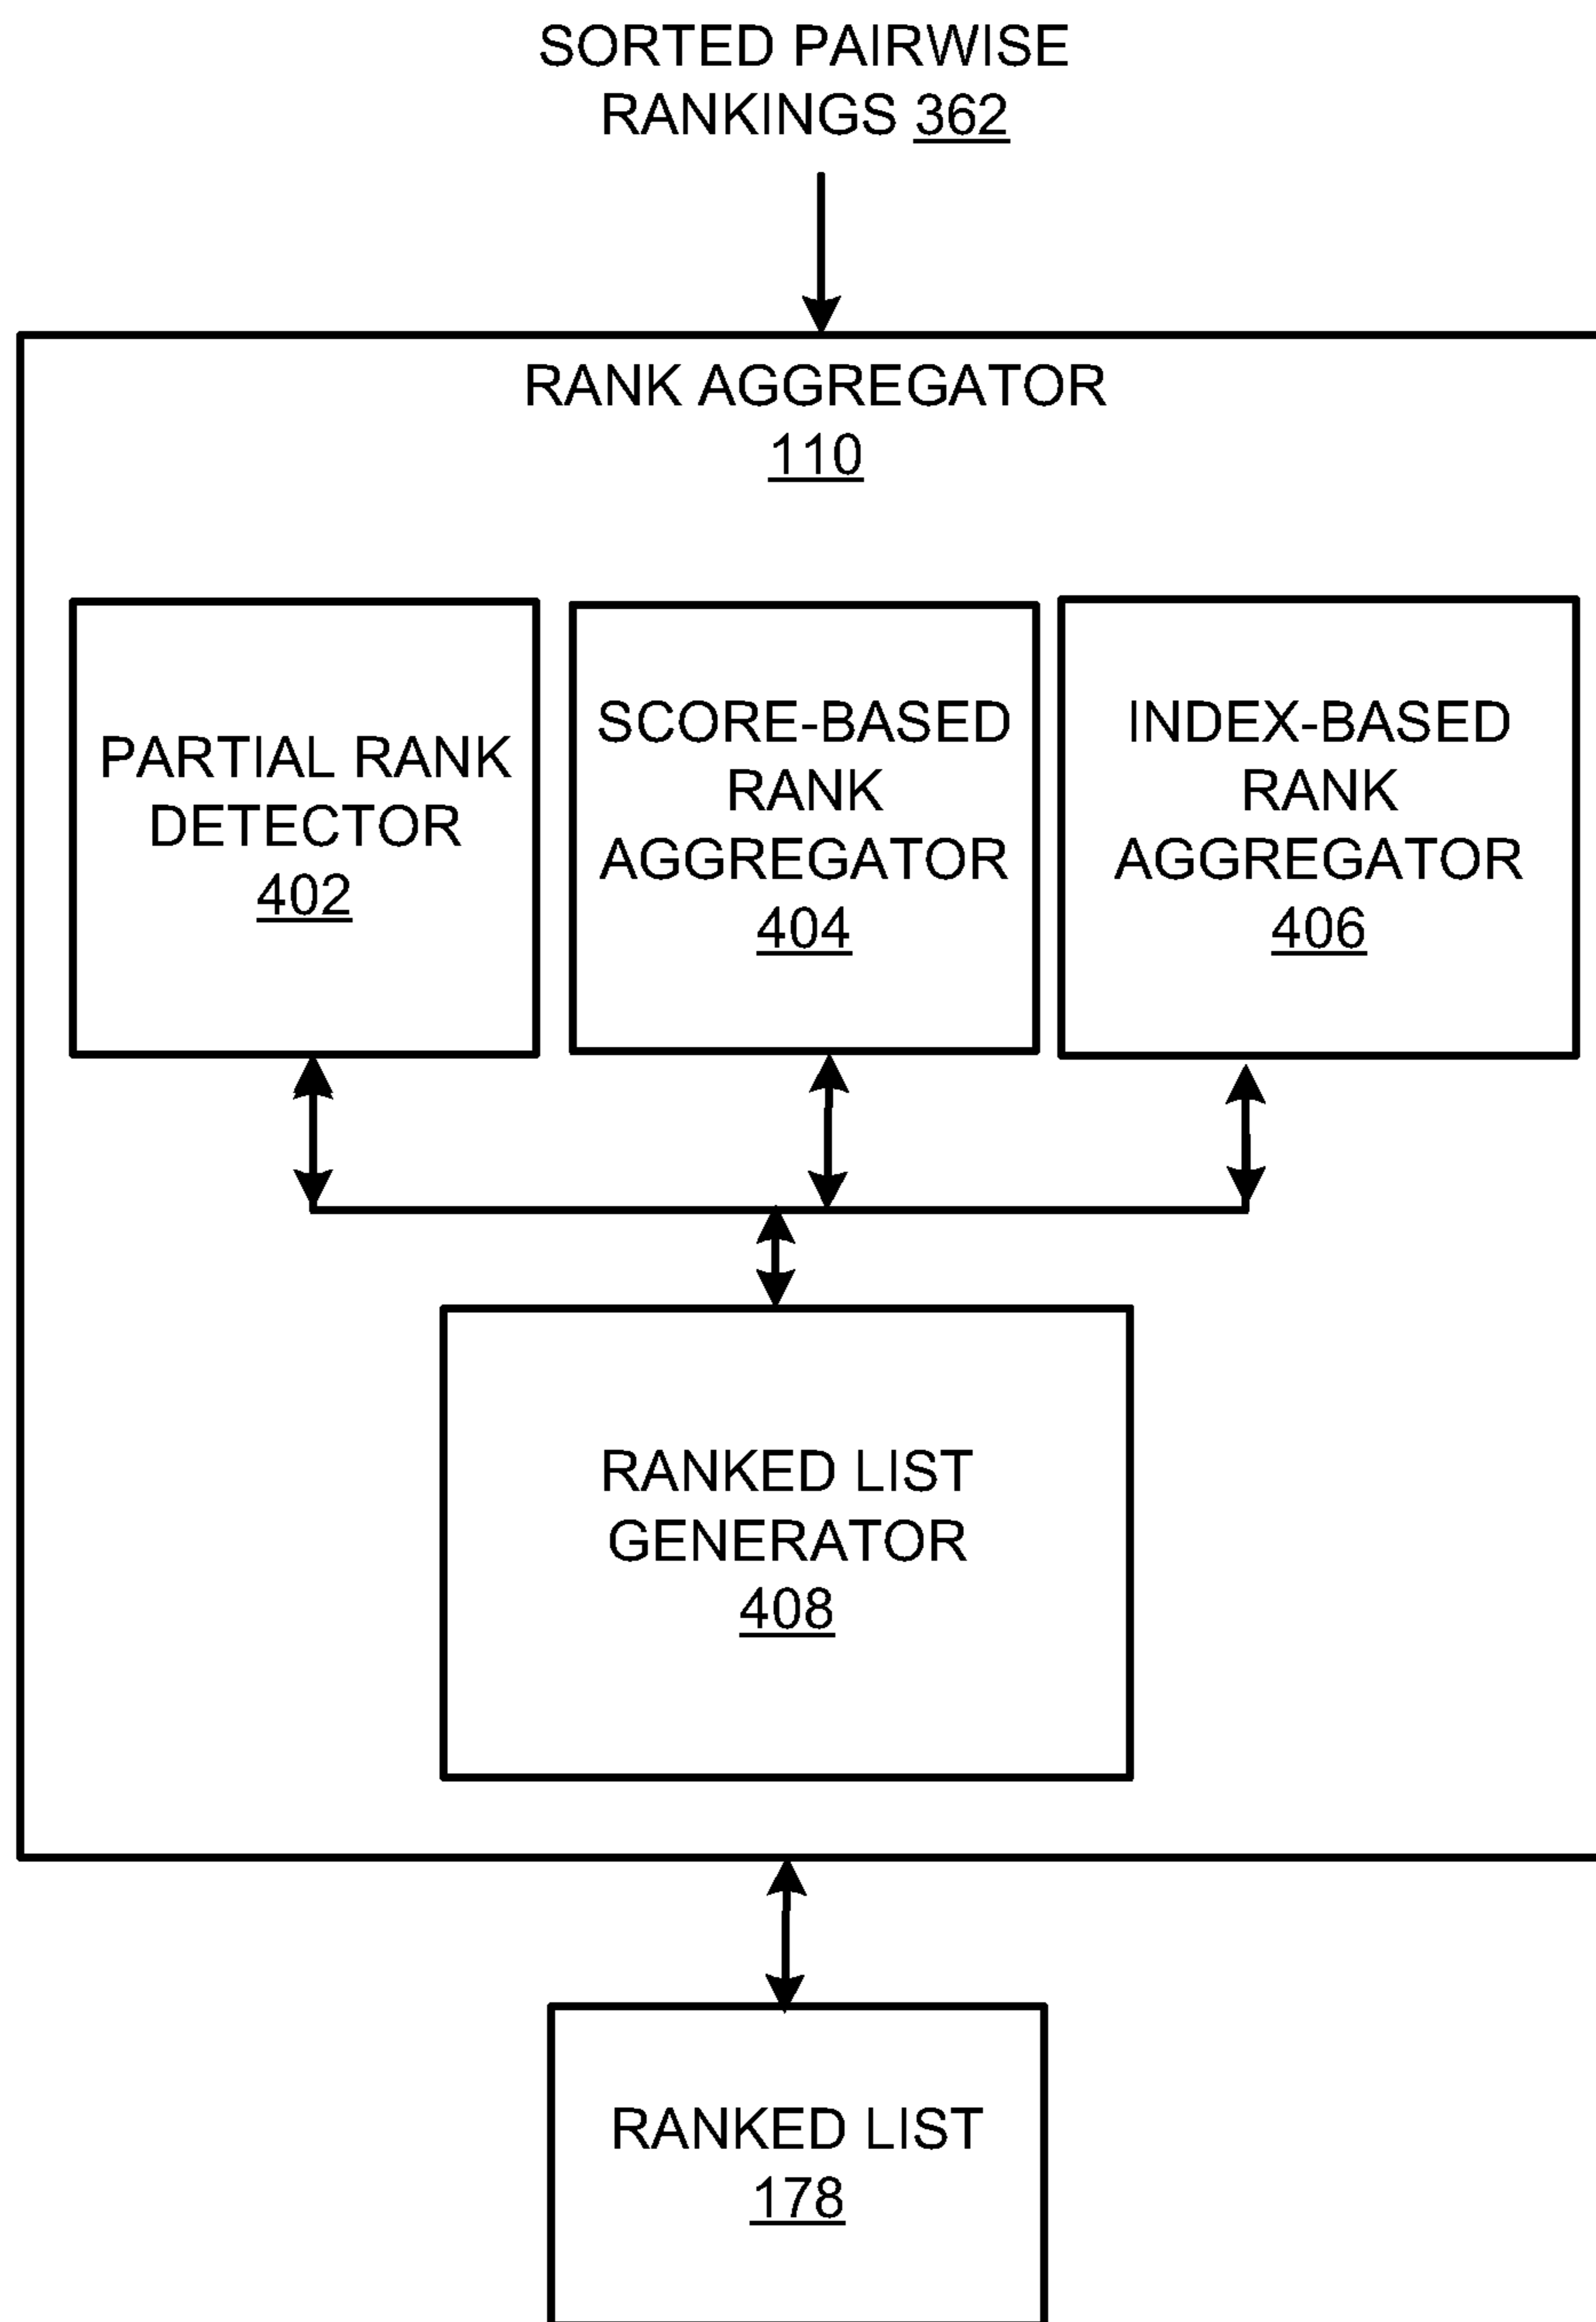 SORTED PAIRWISE
RANKINGS 362
RANK AGGREGATOR
110
PARTIAL RANK
DETECTOR
402
SCORE-BASED
RANK
AGGREGATOR
404
INDEX-BASED
RANK
AGGREGATOR
406
RANKED LIST
GENERATOR
408
RANKED LIST
178